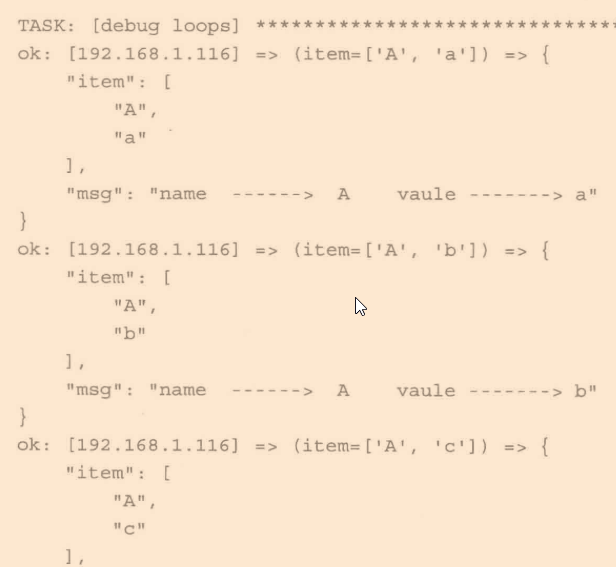 TASK: [debug loops] ******************************
ok: [192.168.1.116] => (item=['A', 'a']) => {
    "item": [
        "A",
        "a"
    ],
    "msg": "name  ------>  A    vaule -------> a"
}
ok: [192.168.1.116] => (item=['A', 'b']) => {
    "item": [
        "A",
        "b"
    ],
    "msg": "name  ------>  A    vaule -------> b"
}
ok: [192.168.1.116] => (item=['A', 'c']) => {
    "item": [
        "A",
        "c"
    ],